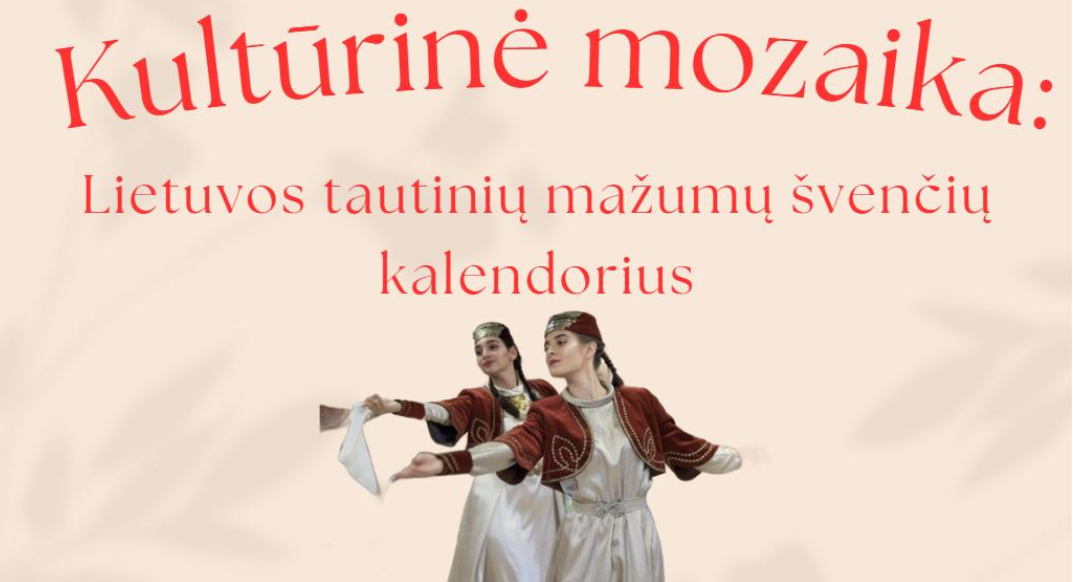 Kultūrinė mozaika:
Lietuvos tautinių mažumų švenčių
kalendorius